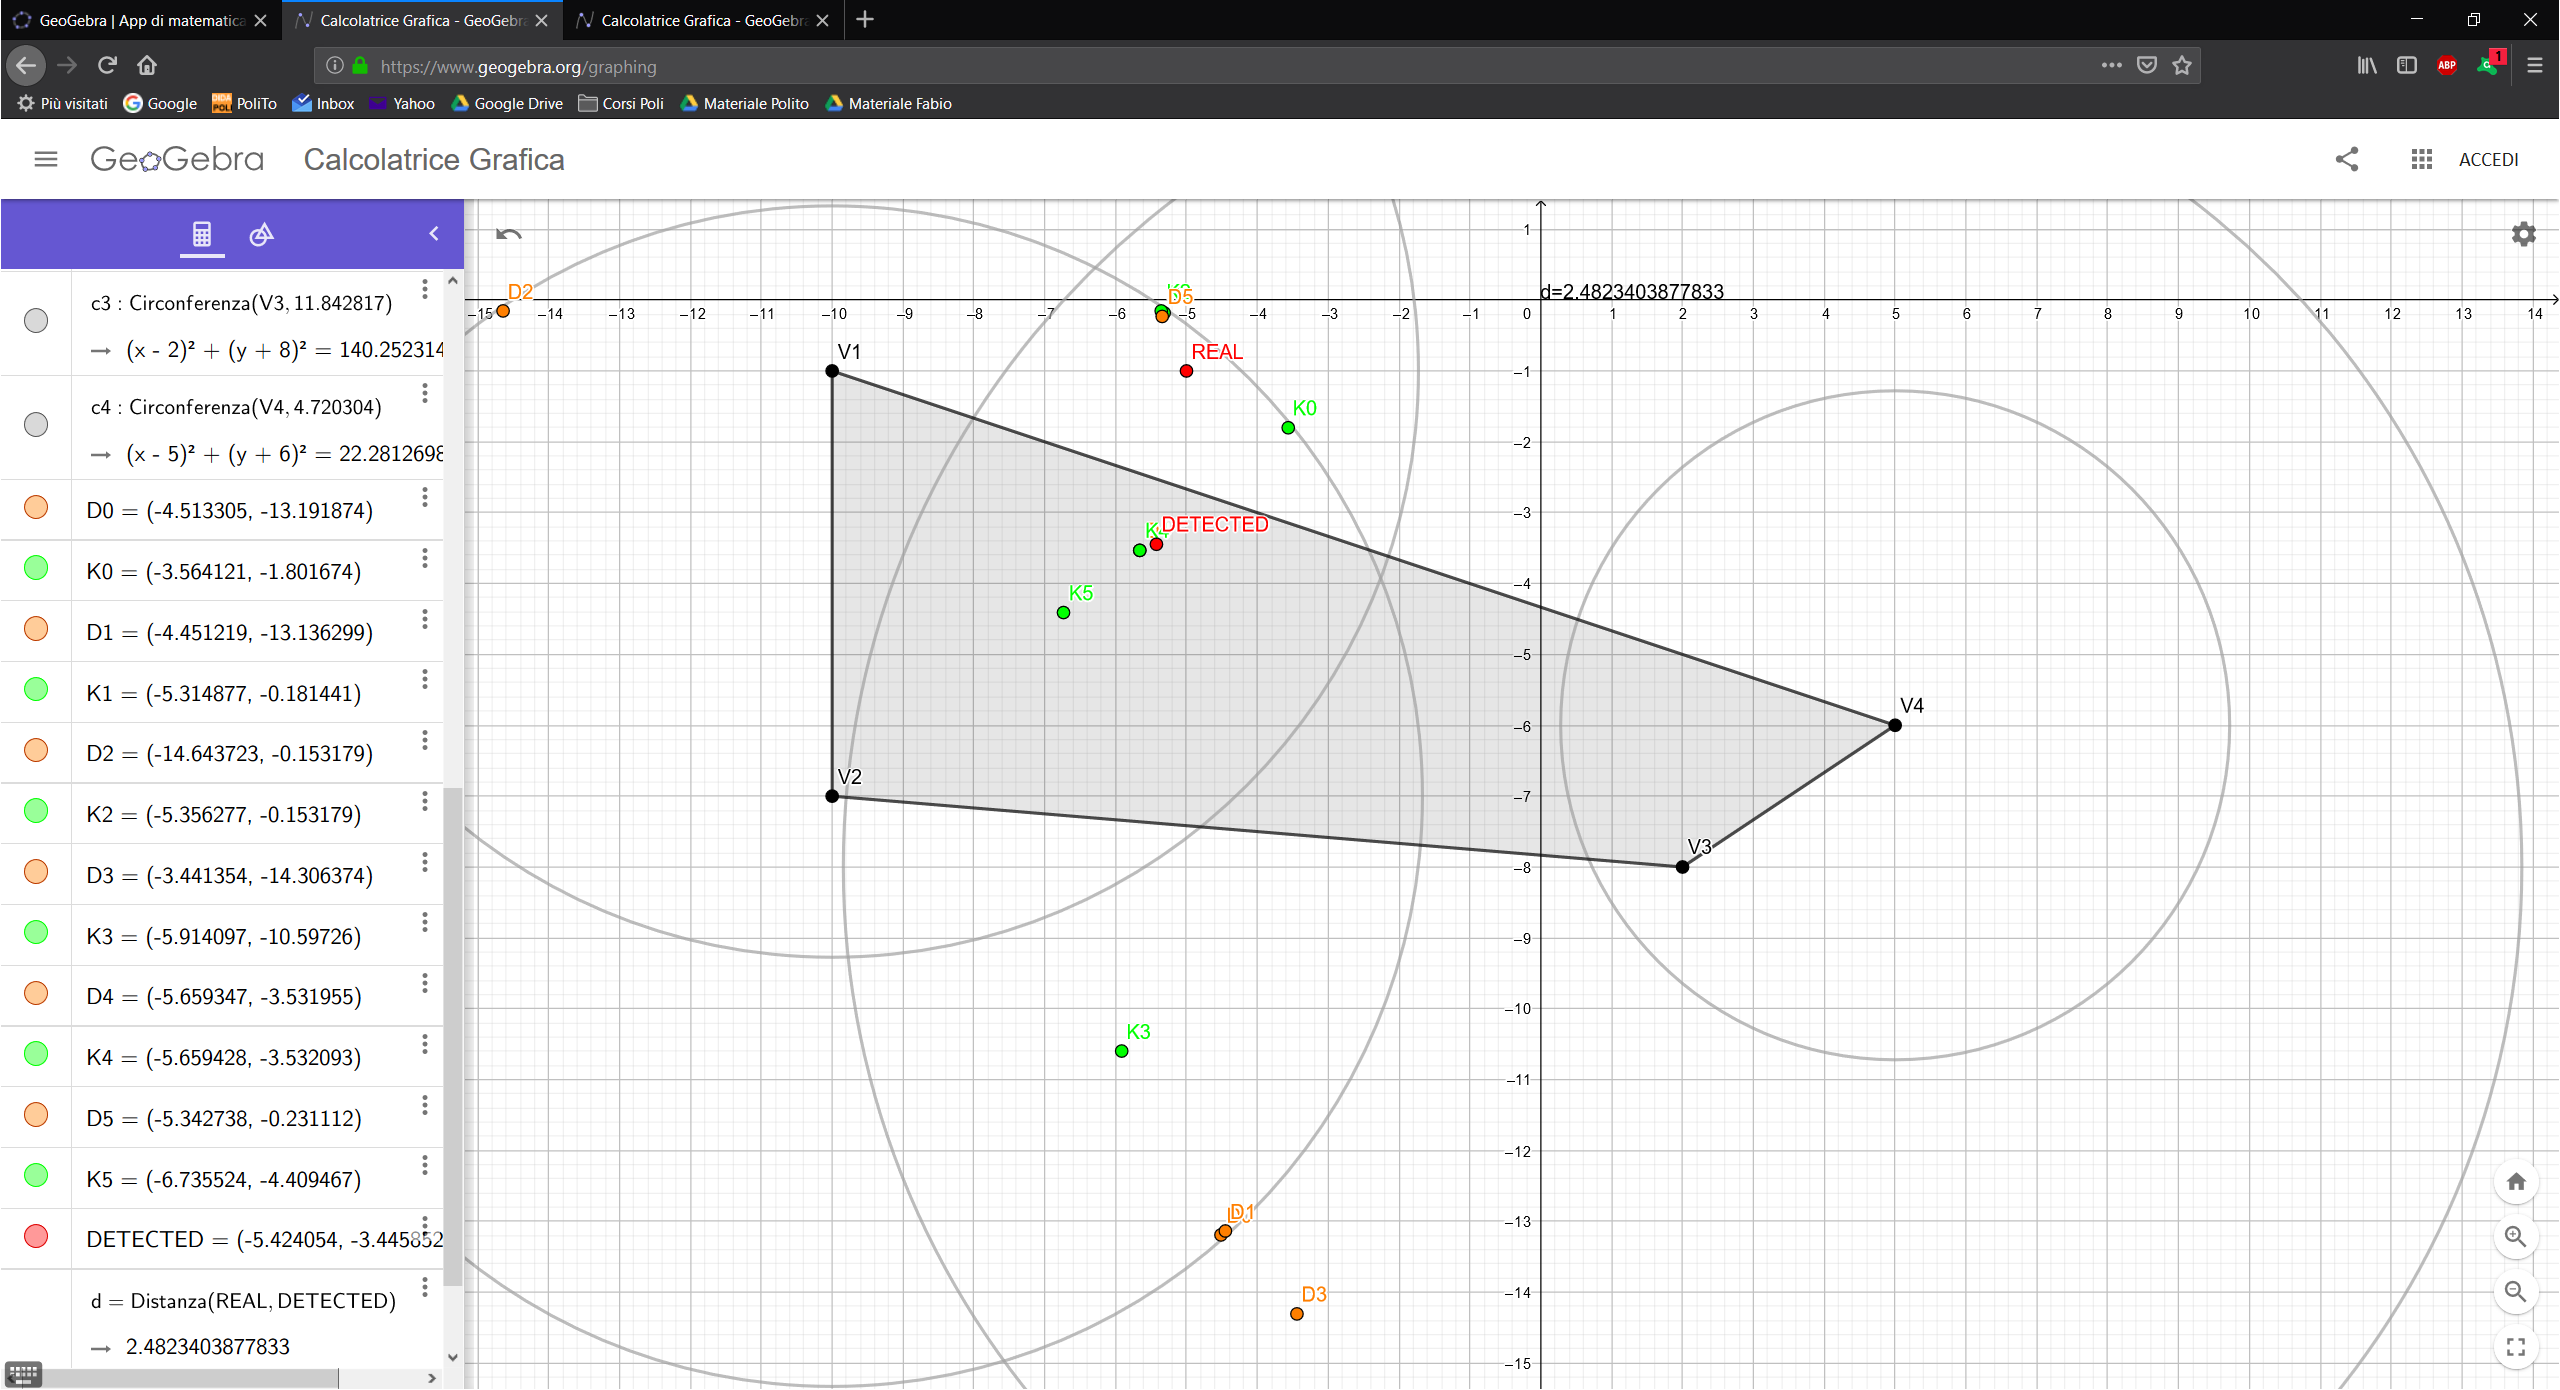 GeoGebra | App di matematica
Calcolatrice Grafica - GeoGebra
Calcolatrice Grafica - GeoGebra
https://www.geogebra.org/graphing
ABP
1
Più visitati
Google
PoliTo
Inbox
Yahoo
Google Drive
Corsi Poli
Materiale Polito
Materiale Fabio
GeoGebra
Calcolatrice Grafica
ACCEDI
c3 : Circonferenza(V3, 11.842817)
→ (x - 2)² + (y + 8)² = 140.252314
c4 : Circonferenza(V4, 4.720304)
→ (x - 5)² + (y + 6)² = 22.2812698
D0 = (-4.513305, -13.191874)
K0 = (-3.564121, -1.801674)
D1 = (-4.451219, -13.136299)
K1 = (-5.314877, -0.181441)
D2 = (-14.643723, -0.153179)
K2 = (-5.356277, -0.153179)
D3 = (-3.441354, -14.306374)
K3 = (-5.914097, -10.59726)
D4 = (-5.659347, -3.531955)
K4 = (-5.659428, -3.532093)
D5 = (-5.342738, -0.231112)
K5 = (-6.735524, -4.409467)
DETECTED = (-5.424054, -3.445852
d = Distanza(REAL, DETECTED)
→ 2.4823403877833
1
D2
D5
d=2.4823403877833
–15 –14 –13 –12 –11 –10 –9 –8 –7 –6 –5 –4 –3 –2 –1 0 1 2 3 4 5 6 7 8 9 10 11 12 13 14
V1
REAL
–1
K0
–2
–3
K4
DETECTED
–4
K5
–5
V4
–6
V2
–7
V3
–8
–9
–10
K3
–11
–12
D1
–13
D3
–14
–15